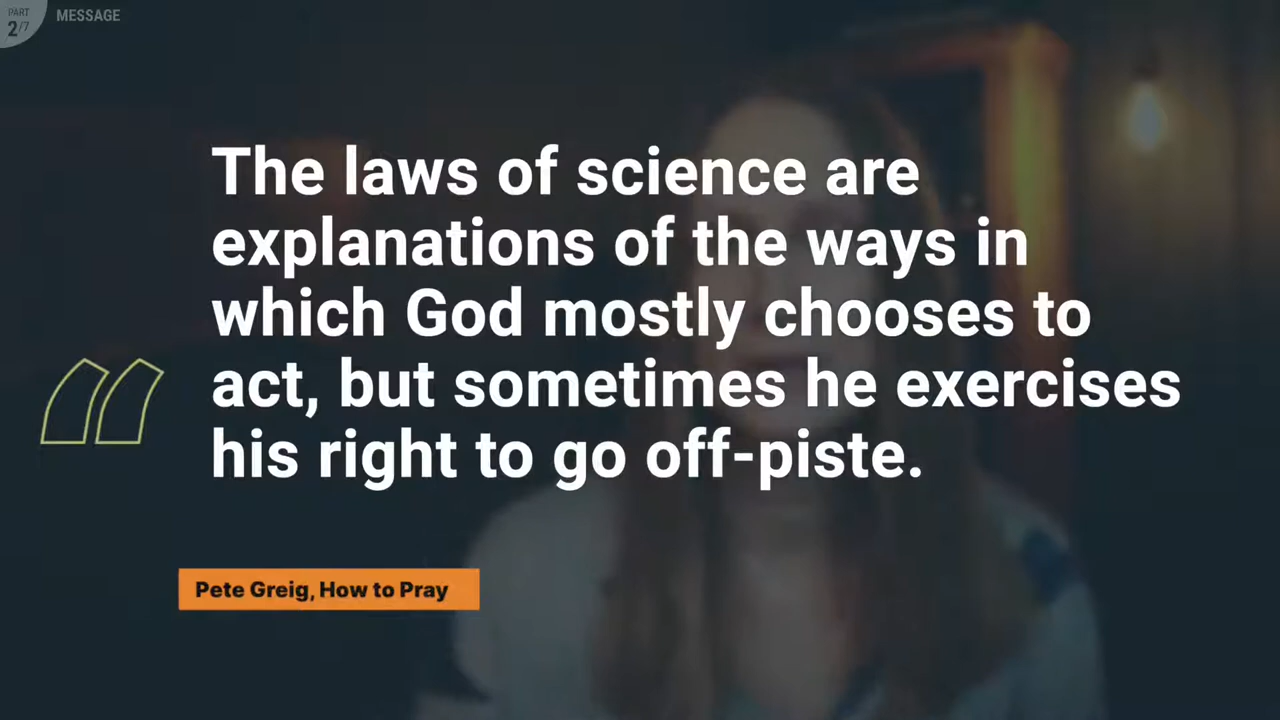 PART
2/7
MESSAGE
The laws of science are
explanations of the ways in
which God mostly chooses to
act, but sometimes he exercises
his right to go off-piste.
Pete Greig, How to Pray